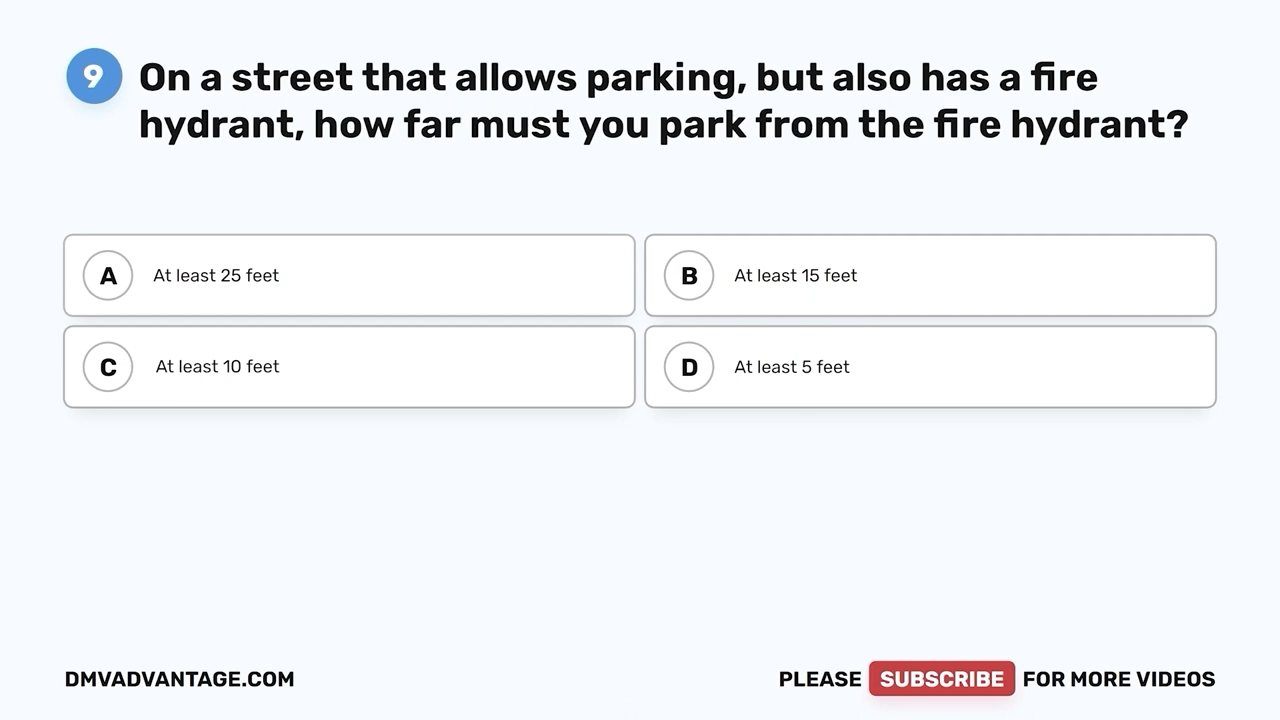 9 On a street that allows parking, but also has a fire
hydrant, how far must you park from the fire hydrant?
A At least 25 feet
B At least 15 feet
C At least 10 feet
D At least 5 feet
DMVADVANTAGE.COM
PLEASE SUBSCRIBE FOR MORE VIDEOS